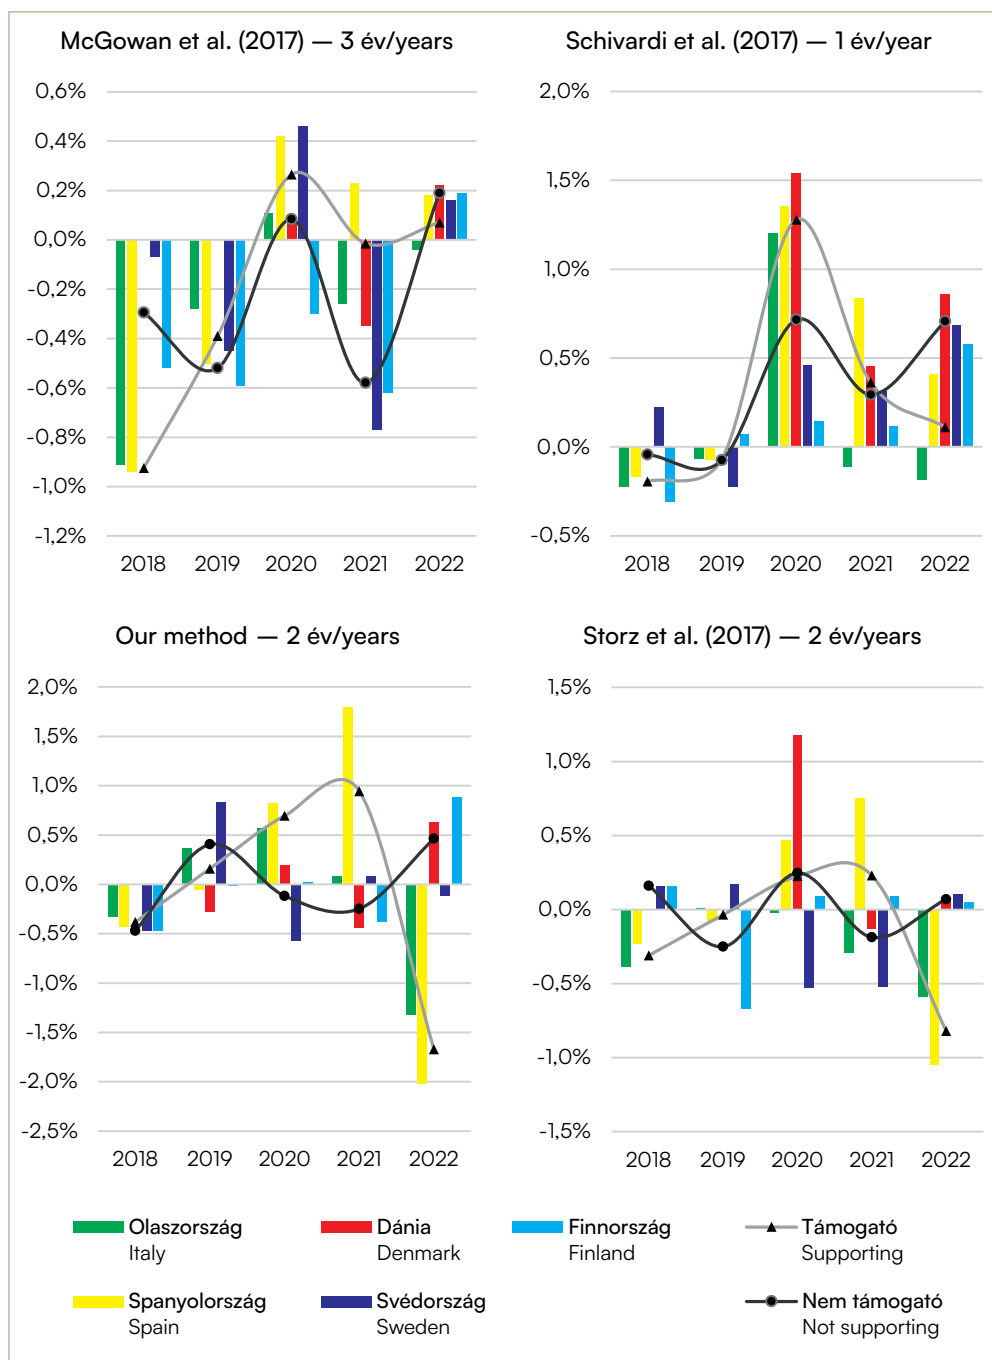 McGowan et al. (2017) — 3 év/years
0,6%
0,4%
0,2%
0,0%
-0,2%
-0,4%
-0,6%
-0,8%
-1,0%
-1,2%
2018 2019 2020 2021 2022
Schivardi et al. (2017) — 1 év/year
2,0%
1,5%
1,0%
0,5%
0,0%
-0,5%
2018 2019 2020 2021 2022
Our method — 2 év/years
2,0%
1,5%
1,0%
0,5%
0,0%
-0,5%
-1,0%
-1,5%
-2,0%
-2,5%
2018 2019 2020 2021 2022
Storz et al. (2017) — 2 év/years
1,5%
1,0%
0,5%
0,0%
-0,5%
-1,0%
-1,5%
2018 2019 2020 2021 2022
Olaszország
Italy
Dánia
Denmark
Finnország
Finland
Támogató
Supporting
Spanyolország
Spain
Svédország
Sweden
Nem támogató
Not supporting